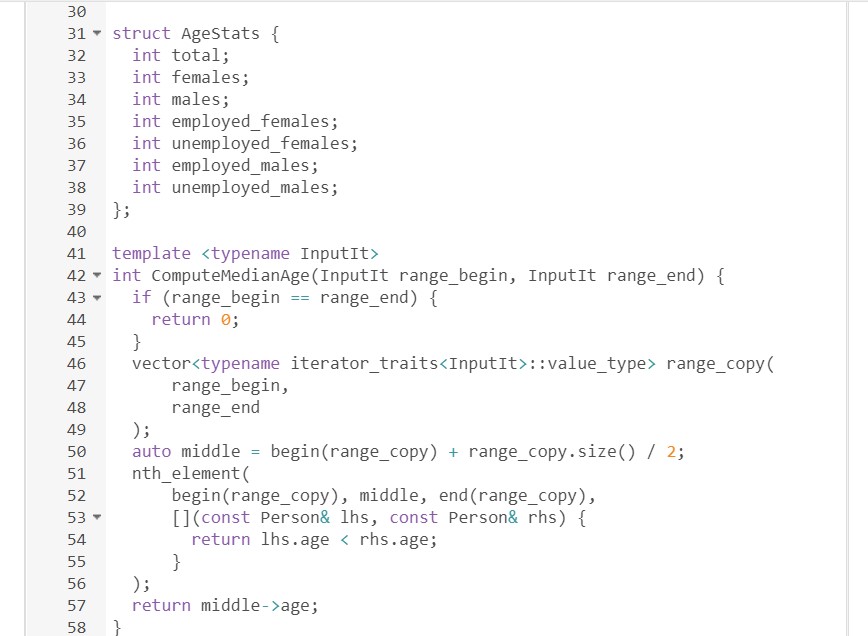 30
31 struct AgeStats {
32   int total;
33   int females;
34   int males;
35   int employed_females;
36   int unemployed_females;
37   int employed_males;
38   int unemployed_males;
39 };
40
41 template <typename InputIt>
42 int ComputeMedianAge(InputIt range_begin, InputIt range_end) {
43   if (range_begin == range_end) {
44     return 0;
45   }
46   vector<typename iterator_traits<InputIt>::value_type> range_copy(
47       range_begin,
48       range_end
49   );
50   auto middle = begin(range_copy) + range_copy.size() / 2;
51   nth_element(
52       begin(range_copy), middle, end(range_copy),
53       [](const Person& lhs, const Person& rhs) {
54         return lhs.age < rhs.age;
55       }
56   );
57   return middle->age;
58 }